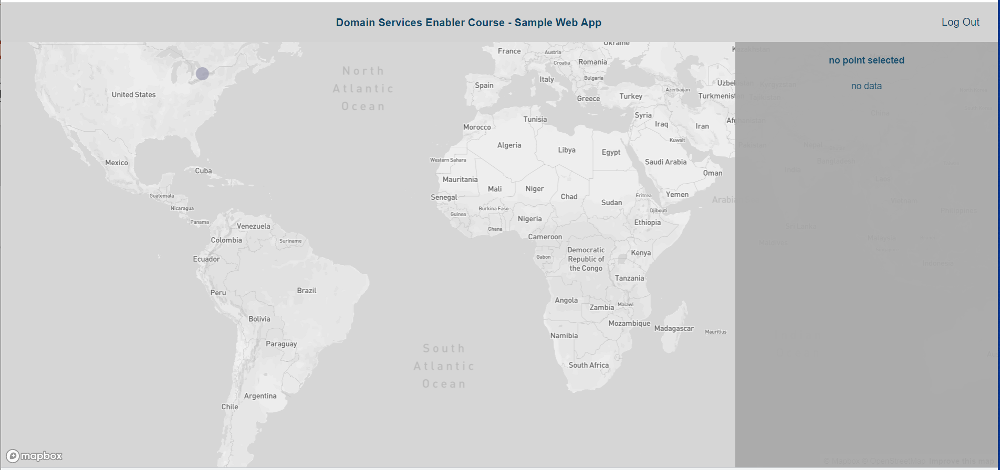 Domain Services Enabler Course - Sample Web App
Log Out
no point selected
no data
North
Atlantic
Ocean
United States
Mexico
Cuba
Guatemala
Nicaragua
Panama
Venezuela
Colombia
Suriname
Ecuador
Peru
Brazil
Bolivia
Paraguay
Argentina
Chile
South
Atlantic
Ocean
Ukraine
France
Austria
Croatia
Romania
Bulgaria
Italy
Spain
Greece
Turkey
Azerbaijan
Kazakhstan
Uzbekistan
Kyrgyzstan
Turkmenist
Tajikistan
North Korea
South Korea
China
Syria
Iraq
Iran
Afghanistan
Kuwait
Pakistan
Nepal
Bangladesh
India
Laos
Vietnam
Philippines
Sri Lanka
Maldives
Malaysia
Indonesia
Tunisia
Morocco
Algeria
Libya
Egypt
Saudi Arabia
Oman
Western Sahara
Mauritania
Mali
Niger
Chad
Sudan
Eritrea
Yemen
Arabia
Senegal
Burkina Faso
Guinea
Nigeria
Ghana
Djibouti
Ethiopia
Cameroon
Gabon
Democratic
Republic of
the Congo
Kenya
Tanzania
Angola
Zambia
Malawi
Mozambique
Madagascar
Mauritius
Namibia
South Africa
mapbox
© Mapbox © OpenStreetMap Improve this map